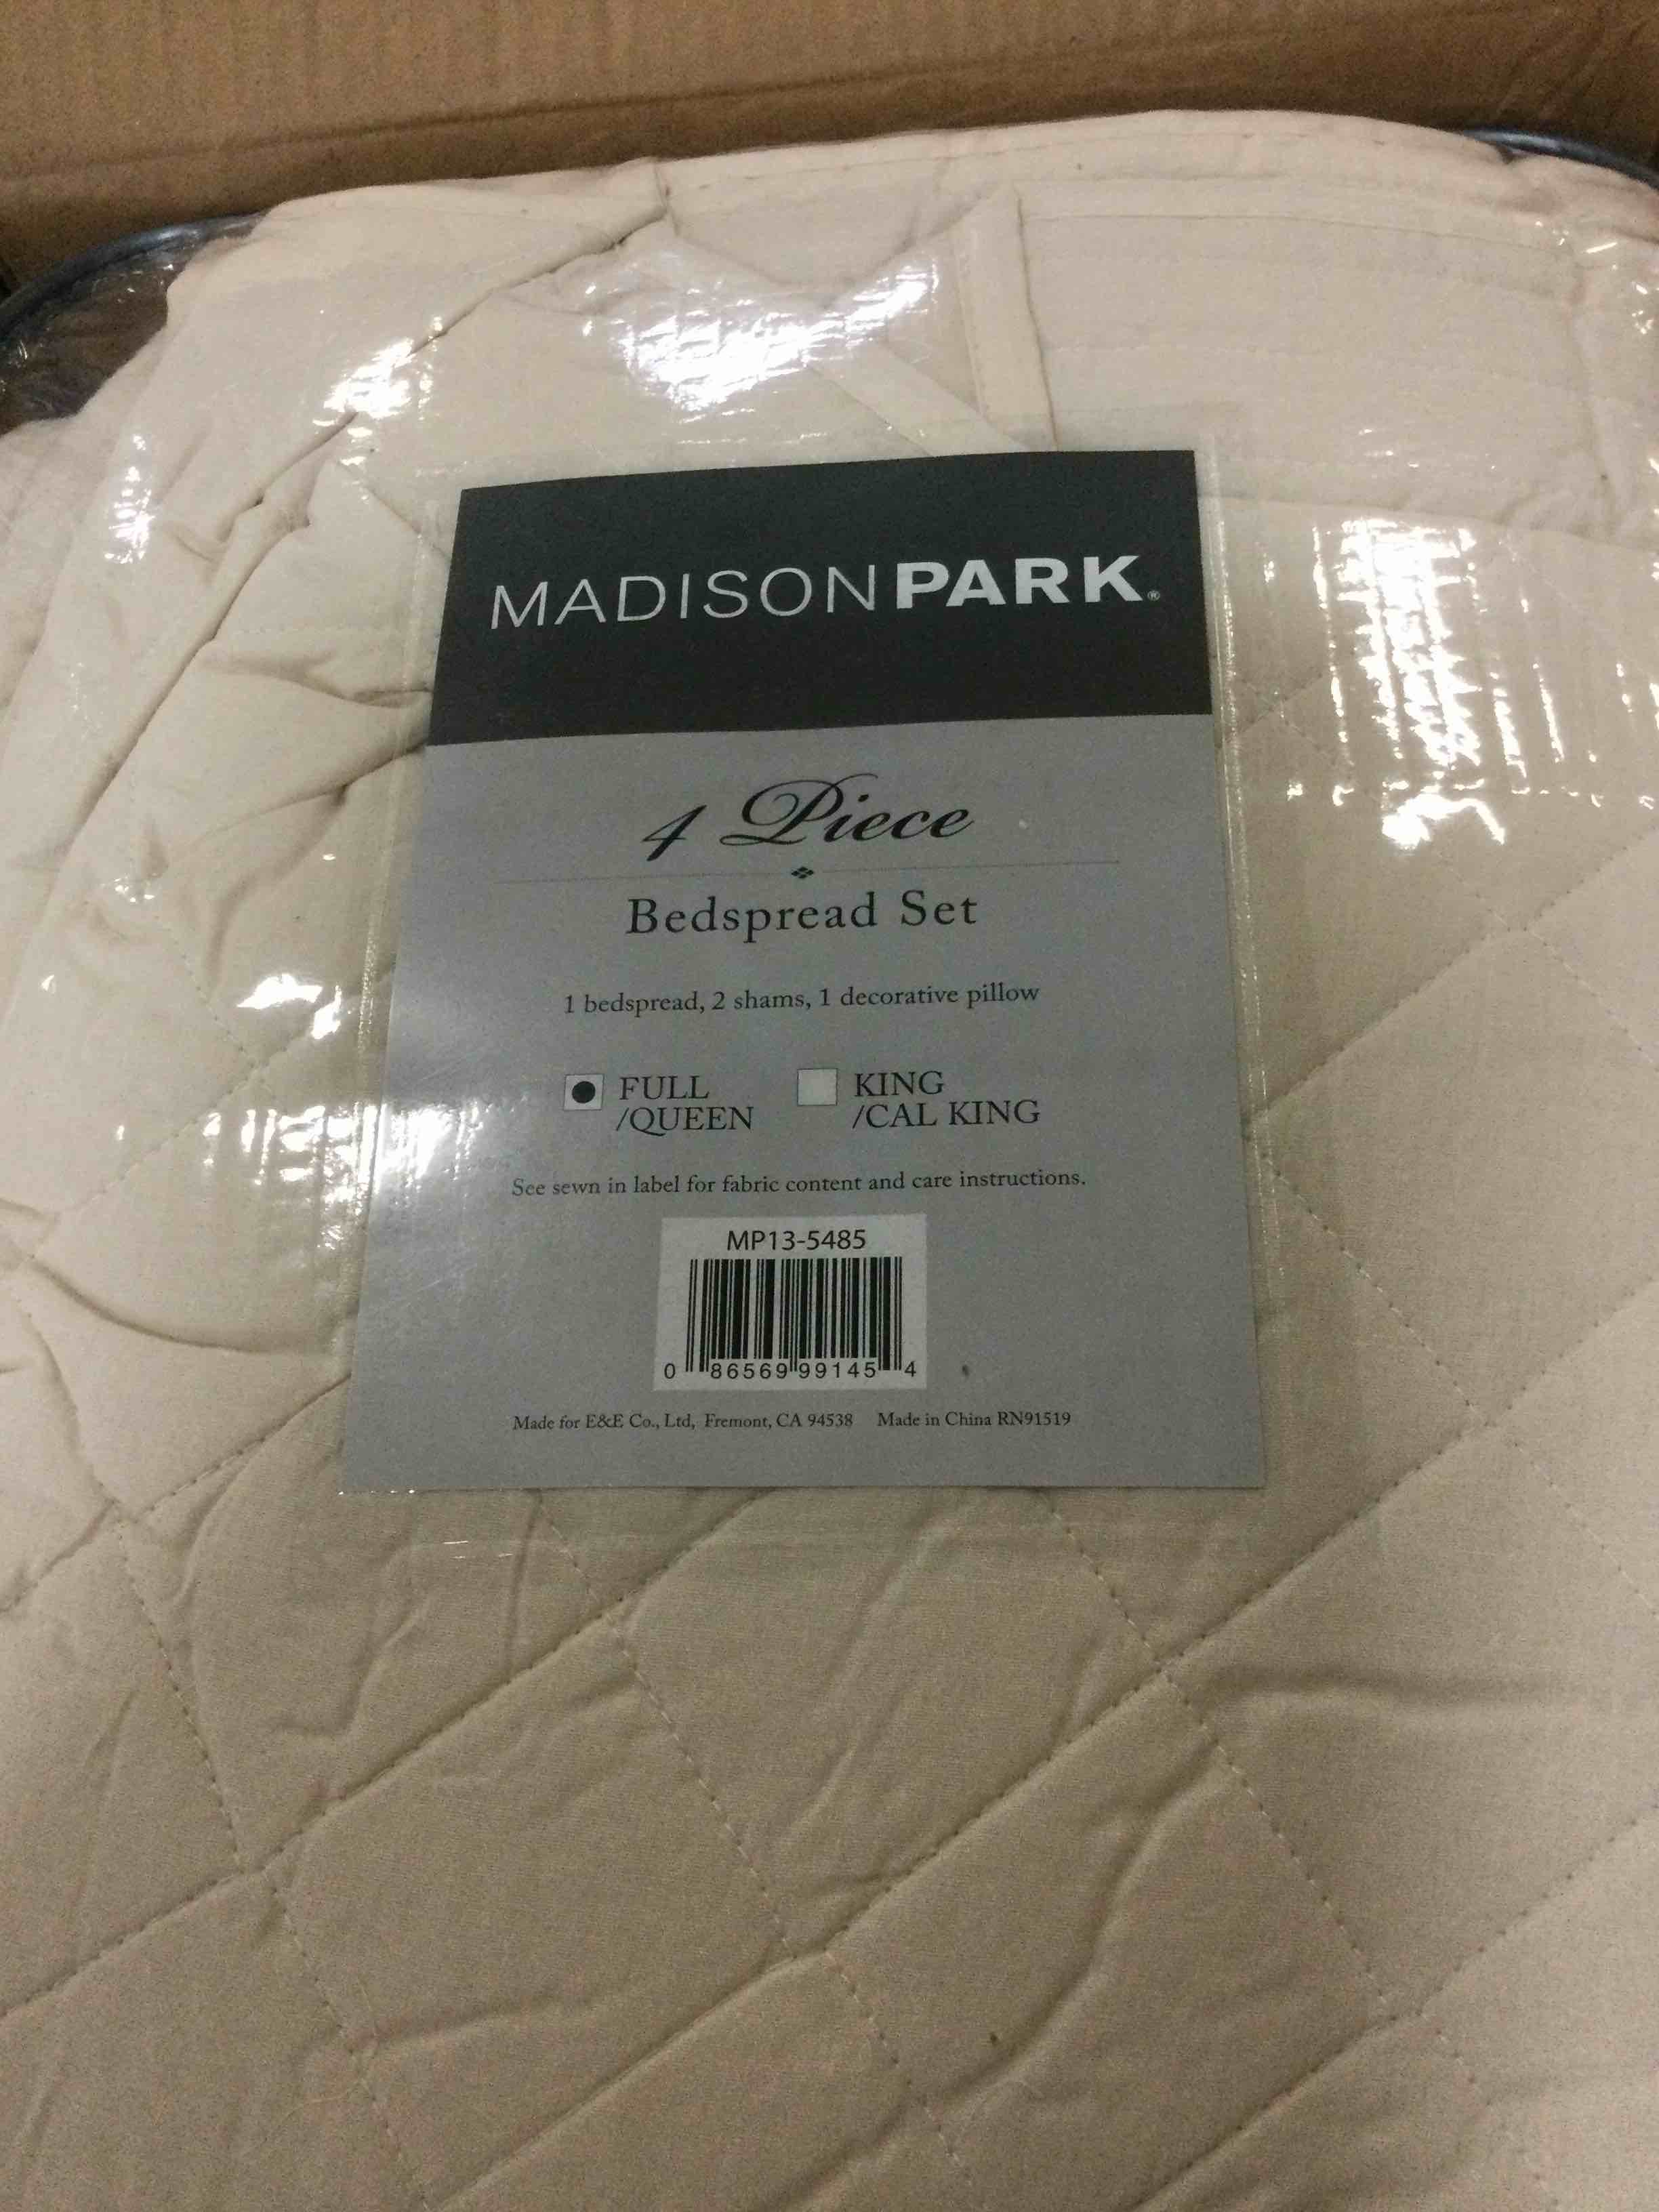 MADISONPARK®
4 Piece
Bedspread Set
1 bedspread, 2 shams, 1 decorative pillow
FULL /QUEEN
KING /CAL KING
See sewn in label for fabric content and care instructions.
MP13-5485
0 86569 99145 4
Made for E&E Co., Ltd, Fremont, CA 94538 Made in China RN91519